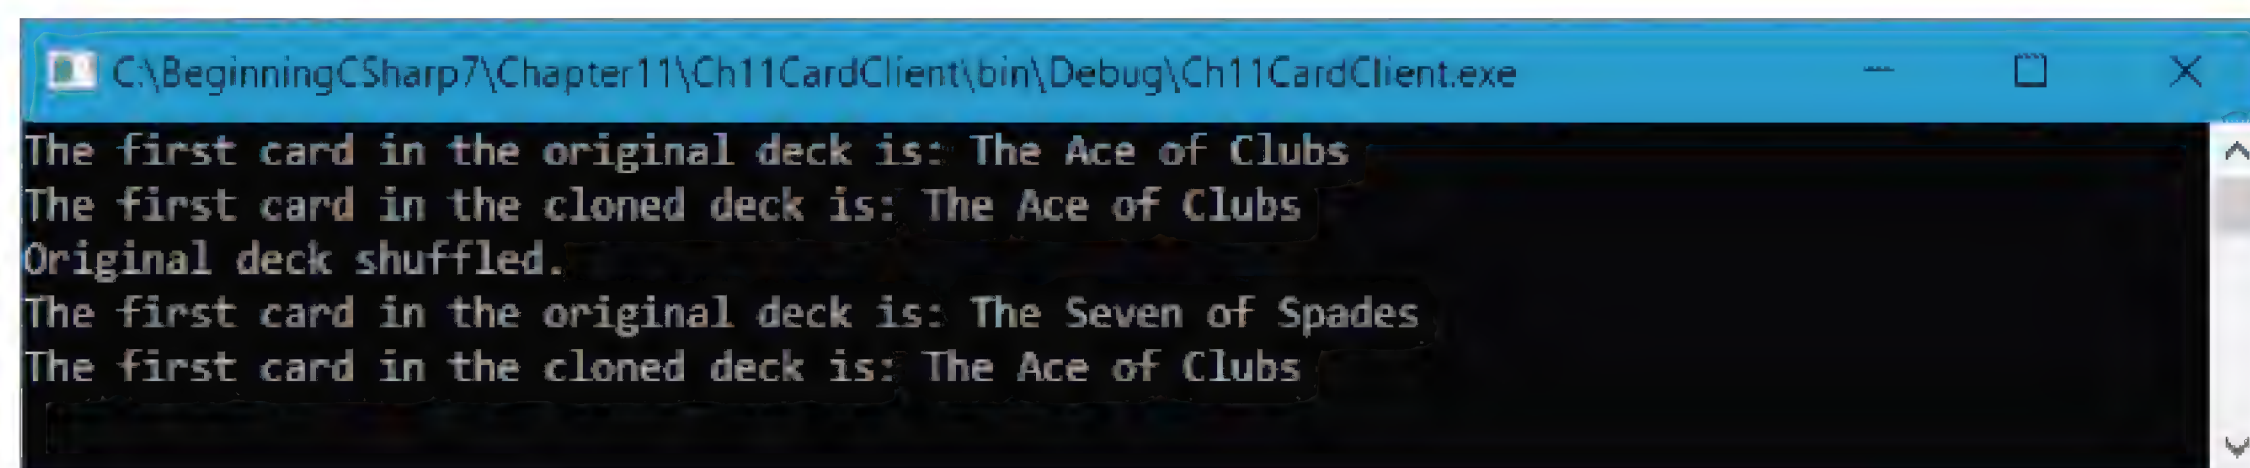 C:\BeginningCSharp7\Chapter11\Ch11CardClient\bin\Debug\Ch11CardClient.exe
The first card in the original deck is: The Ace of Clubs
The first card in the cloned deck is: The Ace of Clubs
Original deck shuffled.
The first card in the original deck is: The Seven of Spades
The first card in the cloned deck is: The Ace of Clubs